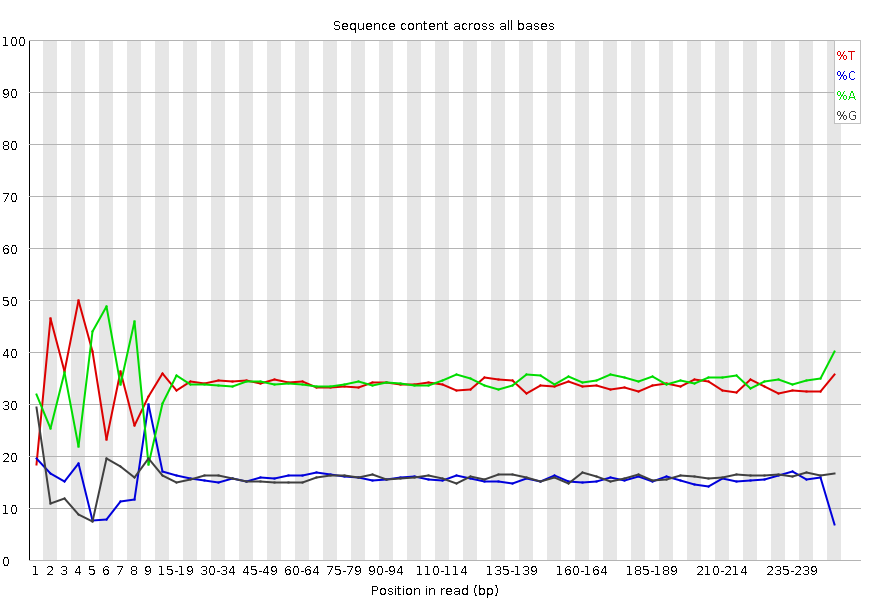 Sequence content across all bases
%T
%C
%A
%G
100
90
80
70
60
50
40
30
20
10
0
1 2 3 4 5 6 7 8 9 15-19 30-34 45-49 60-64 75-79 90-94 110-114 135-139 160-164 185-189 210-214 235-239
Position in read (bp)